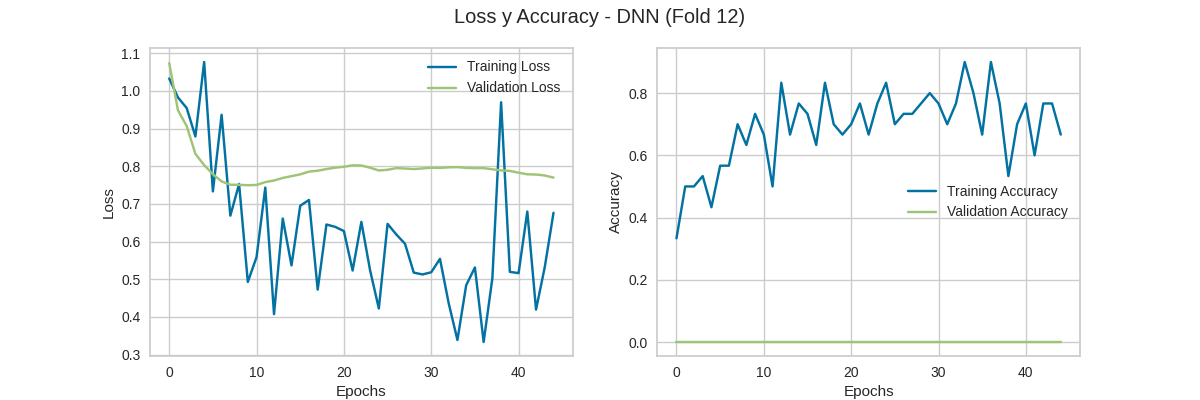 Loss y Accuracy - DNN (Fold 12)
1.1
1.0
0.9
0.8
0.7
0.6
0.5
0.4
0.3
Loss
Training Loss
Validation Loss
0 10 20 30 40
Epochs
0.8
0.6
0.4
0.2
0.0
Accuracy
Training Accuracy
Validation Accuracy
0 10 20 30 40
Epochs